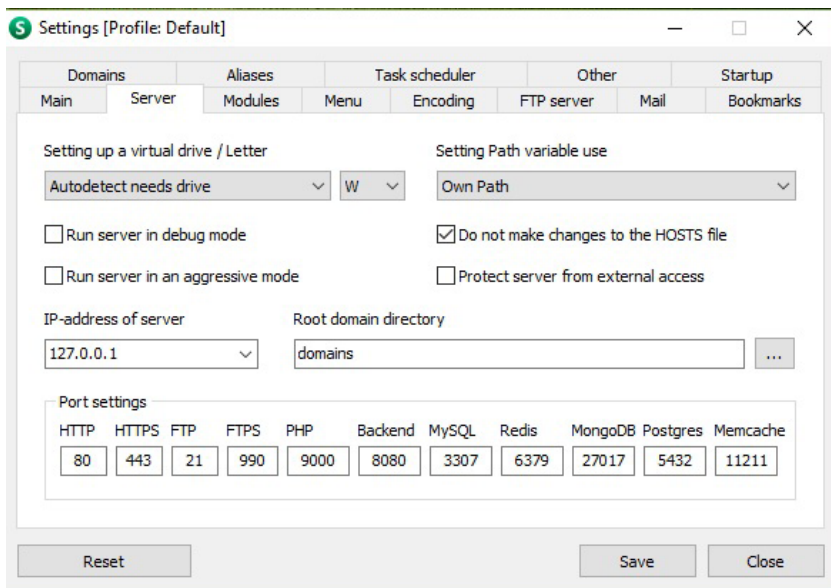 S Settings [Profile: Default]
Domains Aliases Task scheduler Other Startup
Main Server Modules Menu Encoding FTP server Mail Bookmarks
Setting up a virtual drive / Letter Setting Path variable use
Autodetect needs drive W Own Path
Run server in debug mode Do not make changes to the HOSTS file
Run server in an aggressive mode Protect server from external access
IP-address of server Root domain directory
127.0.0.1 domains ...
Port settings
HTTP HTTPS FTP FTPS PHP Backend MySQL Redis MongoDB Postgres Memcache
80 443 21 990 9000 8080 3307 6379 27017 5432 11211
Reset Save Close